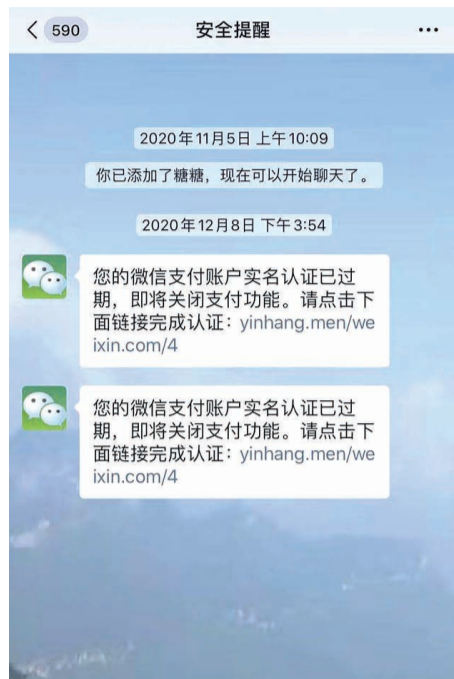 590
安全提醒
2020年11月5日 上午10:09
你已添加了糖糖，现在可以开始聊天了。
2020年12月8日 下午3:54
您的微信支付账户实名认证已过
期，即将关闭支付功能。请点击下
面链接完成认证：yinhang.men/we
ixin.com/4
您的微信支付账户实名认证已过
期，即将关闭支付功能。请点击下
面链接完成认证：yinhang.men/we
ixin.com/4